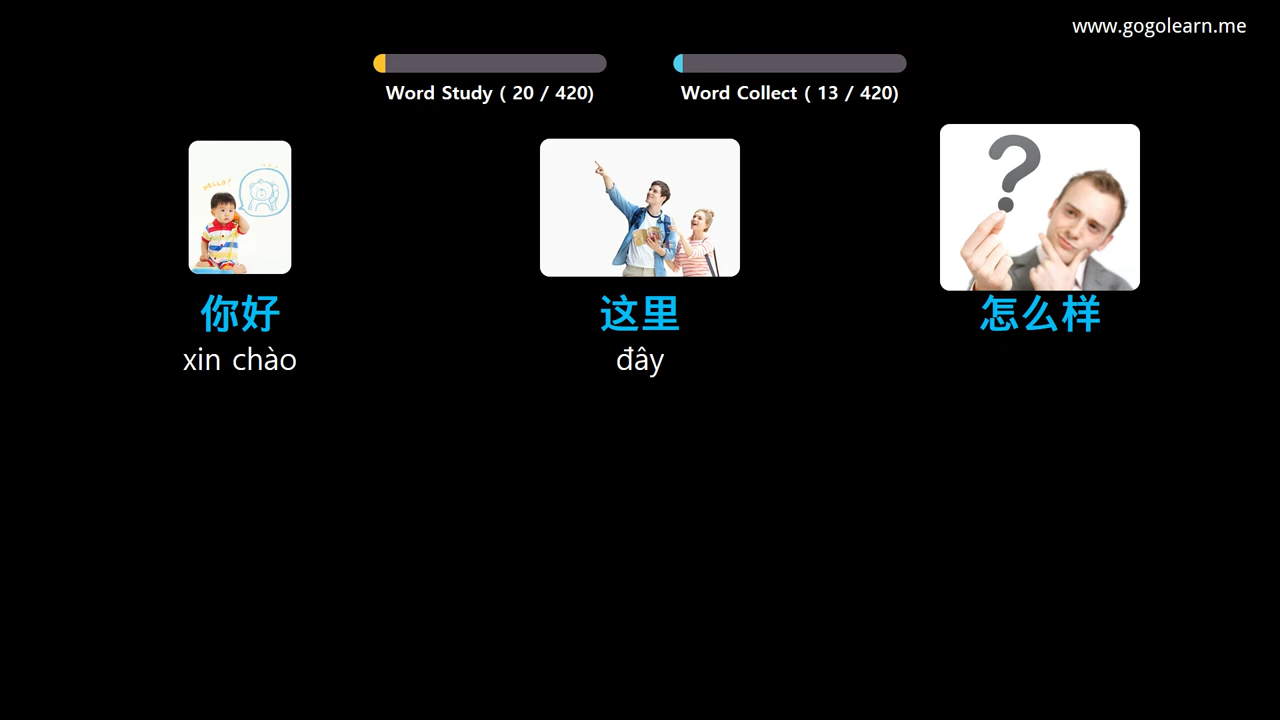 www.gogolearn.me
Word Study ( 20 / 420)
Word Collect ( 13 / 420)
HELLO!
你好
xin chào
这里
đây
怎么样